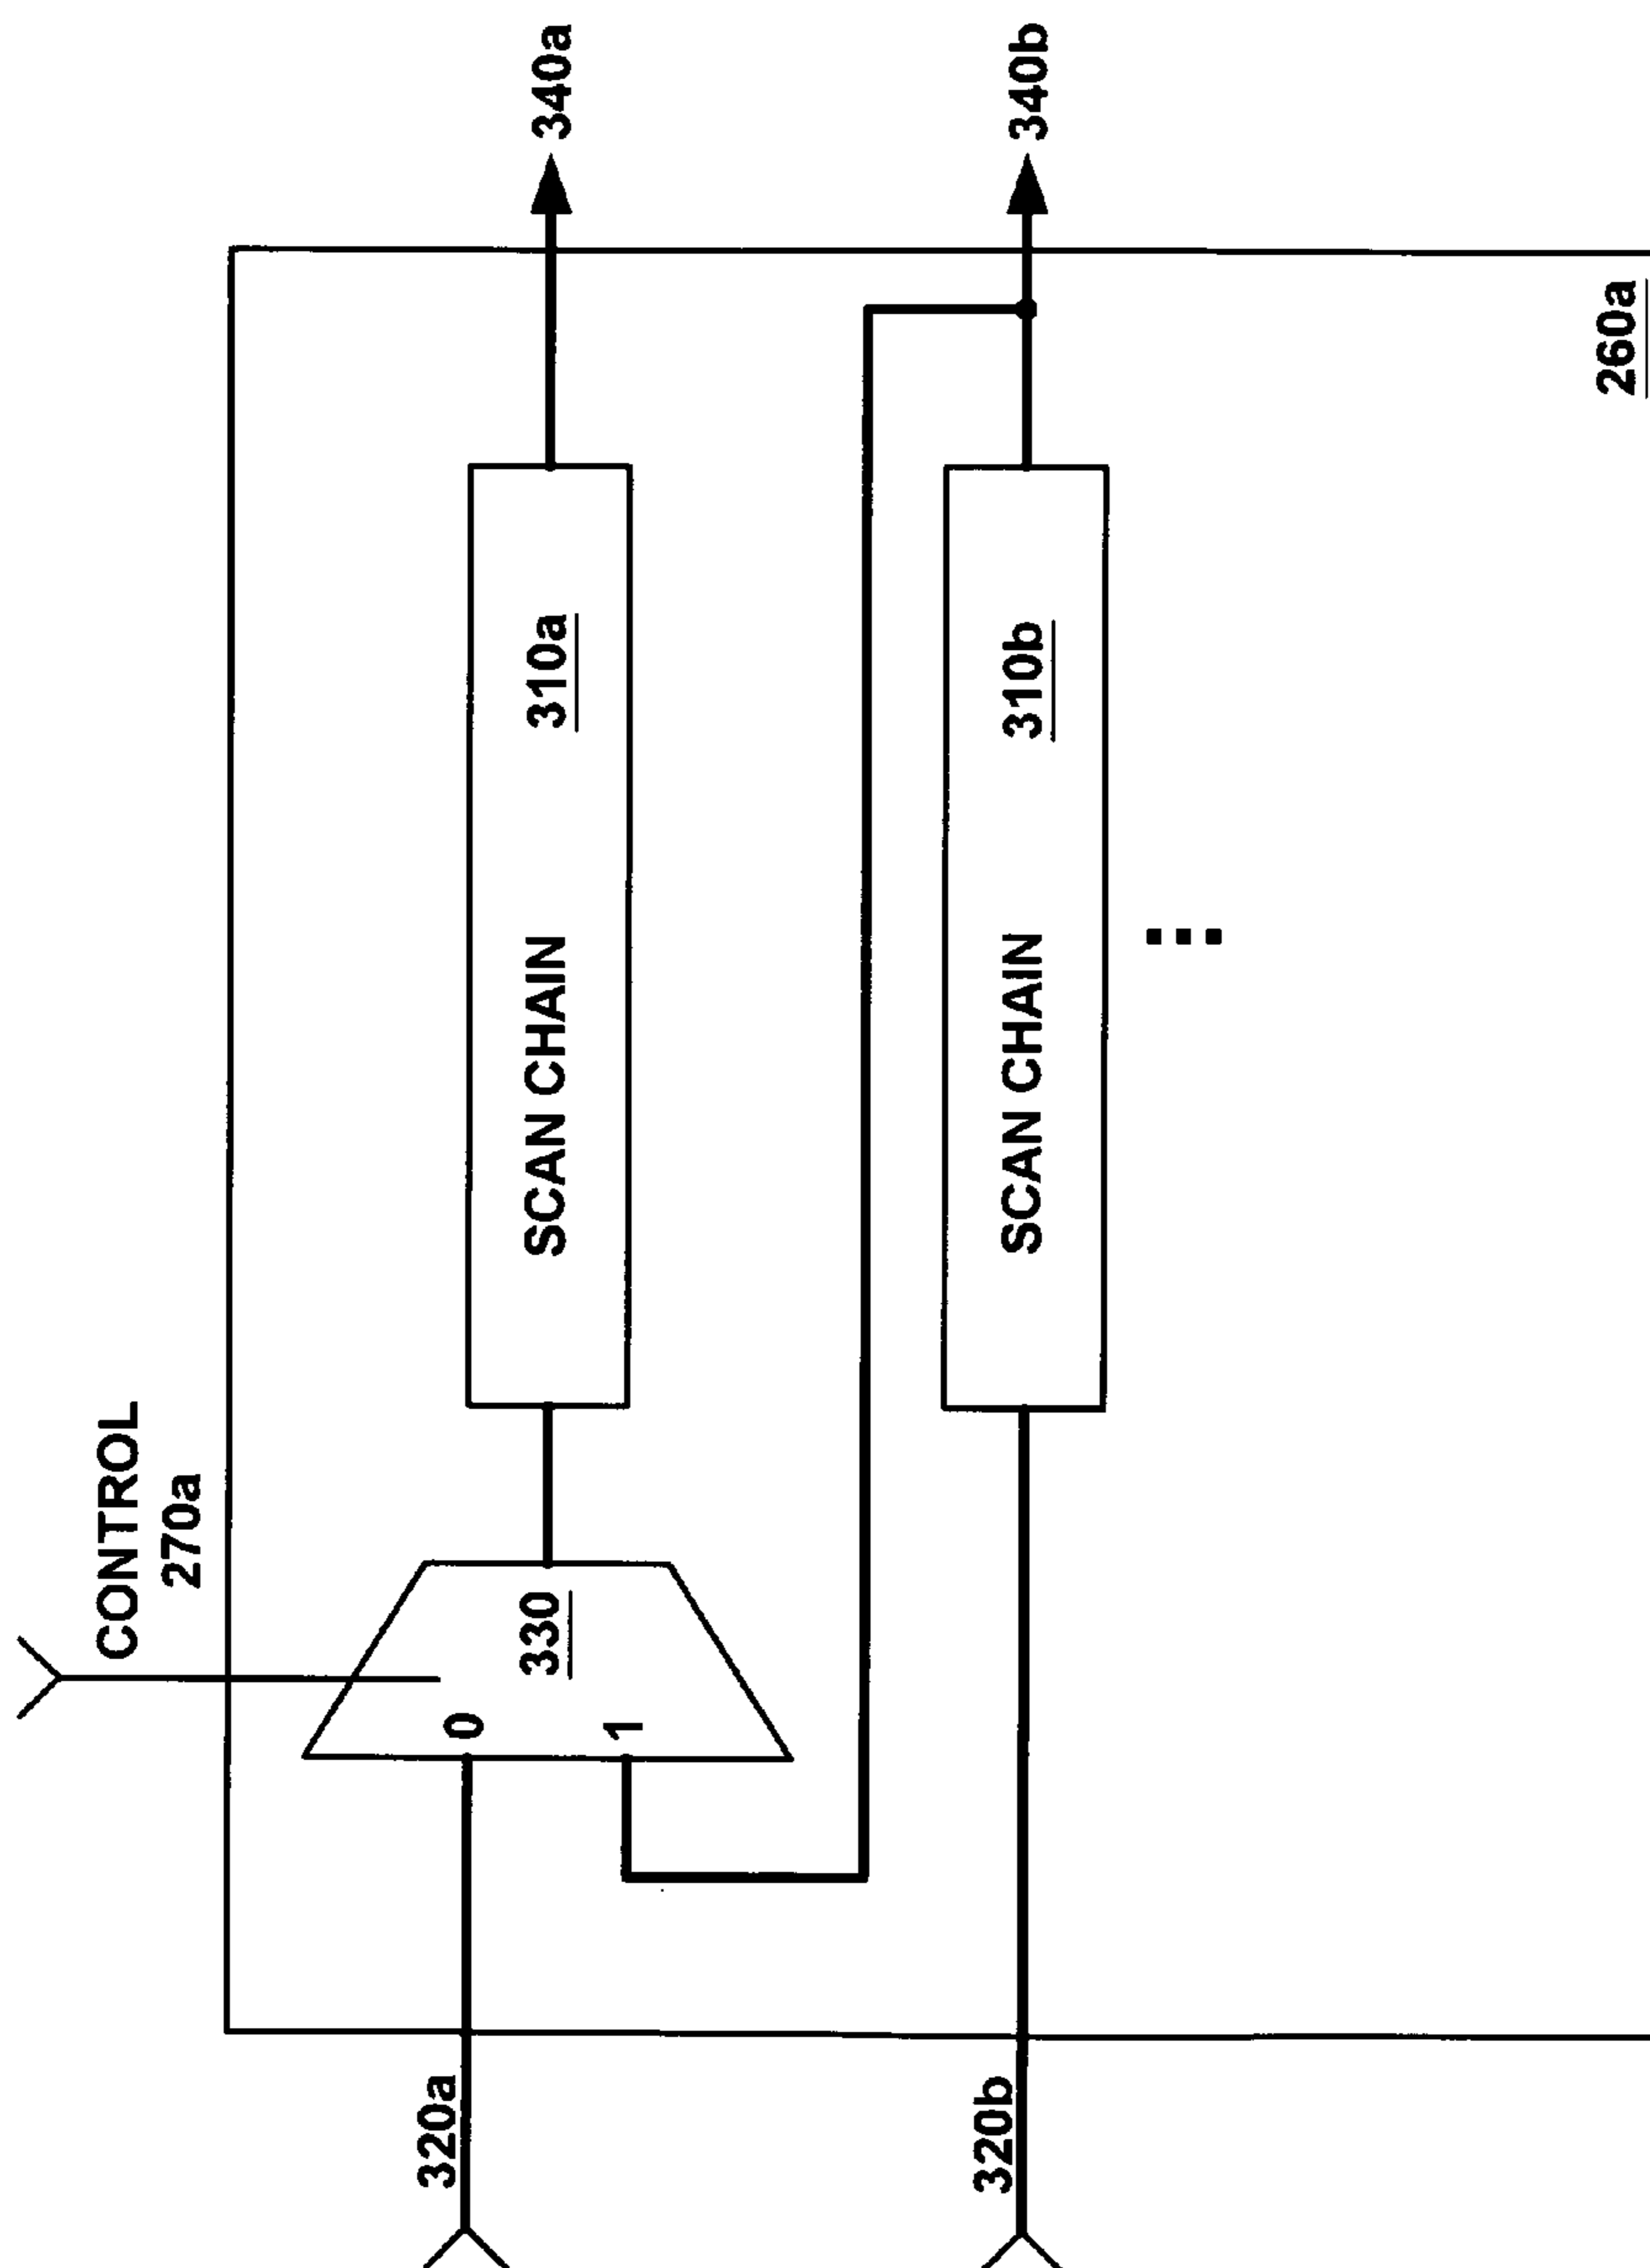 CONTROL
270a
320a
0
1
330
SCAN CHAIN 310a
340a
320b
SCAN CHAIN 310b
340b
260a